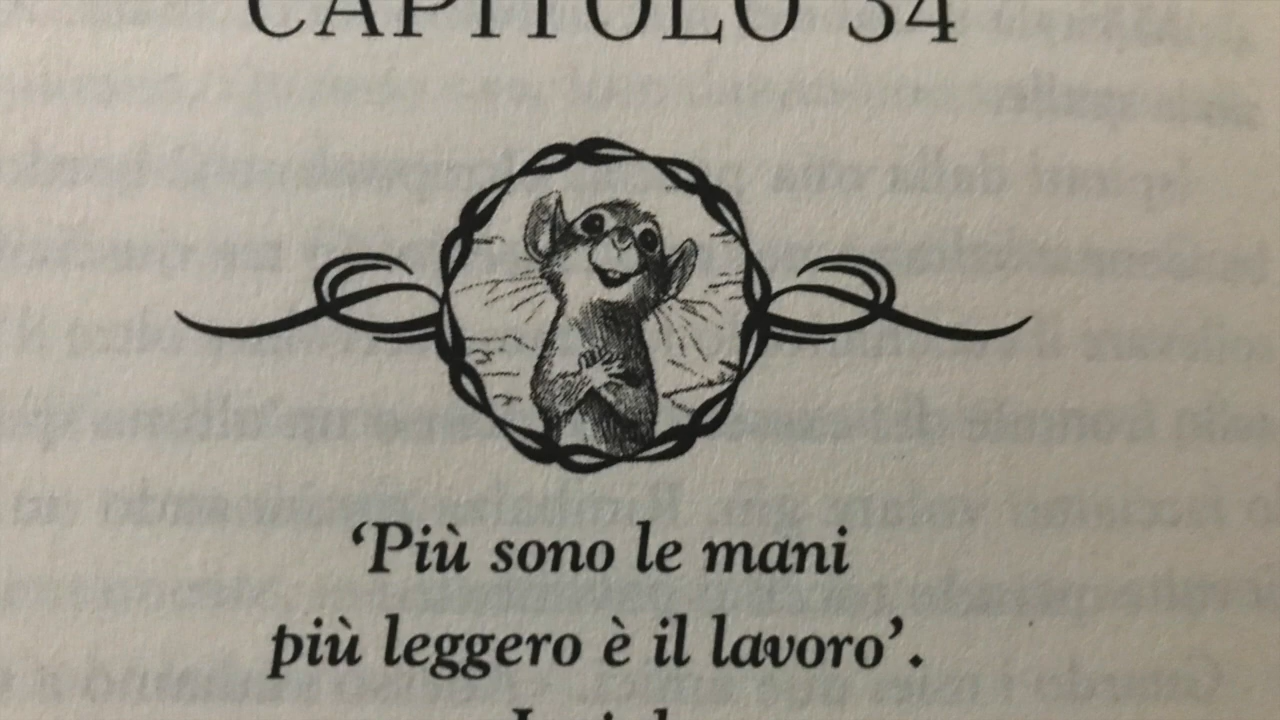 CAPITOLO 34
‘Più sono le mani
più leggero è il lavoro’.